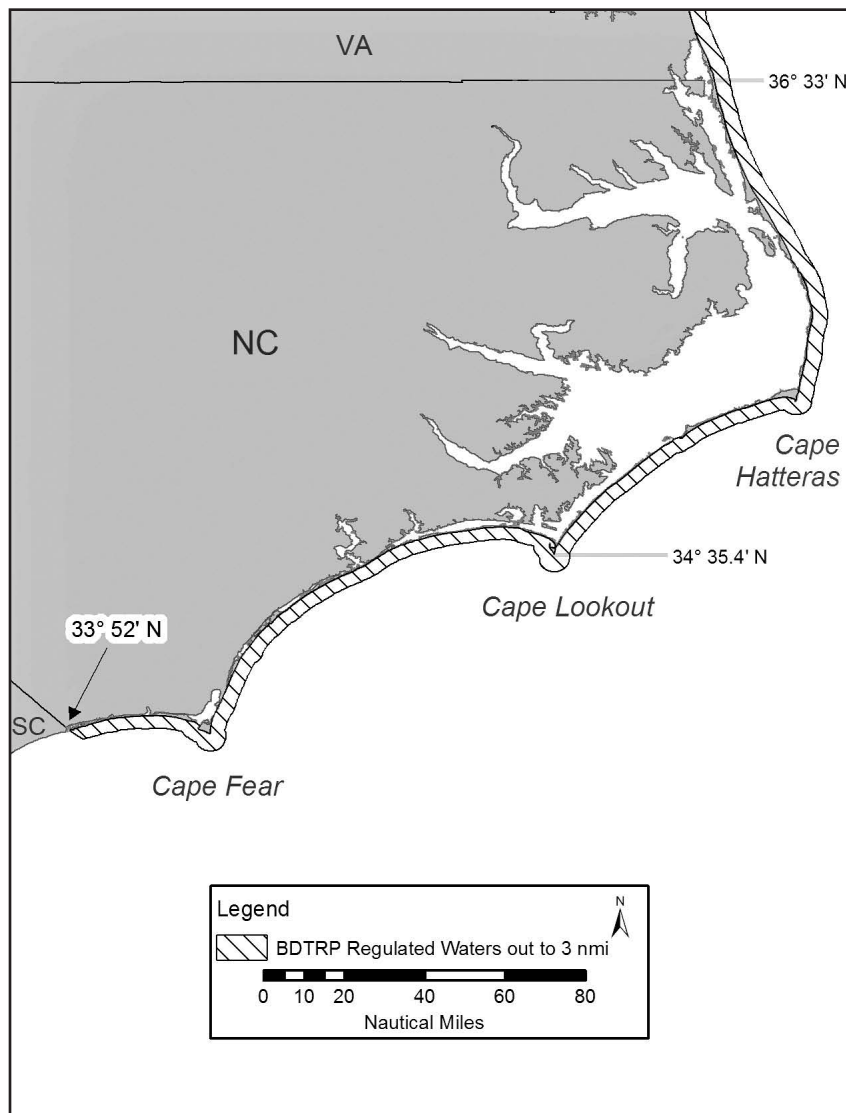 VA
36° 33' N
NC
Cape
Hatteras
34° 35.4' N
Cape Lookout
33° 52' N
SC
Cape Fear
Legend
N
BDTRP Regulated Waters out to 3 nmi
0 10 20 40 60 80
Nautical Miles